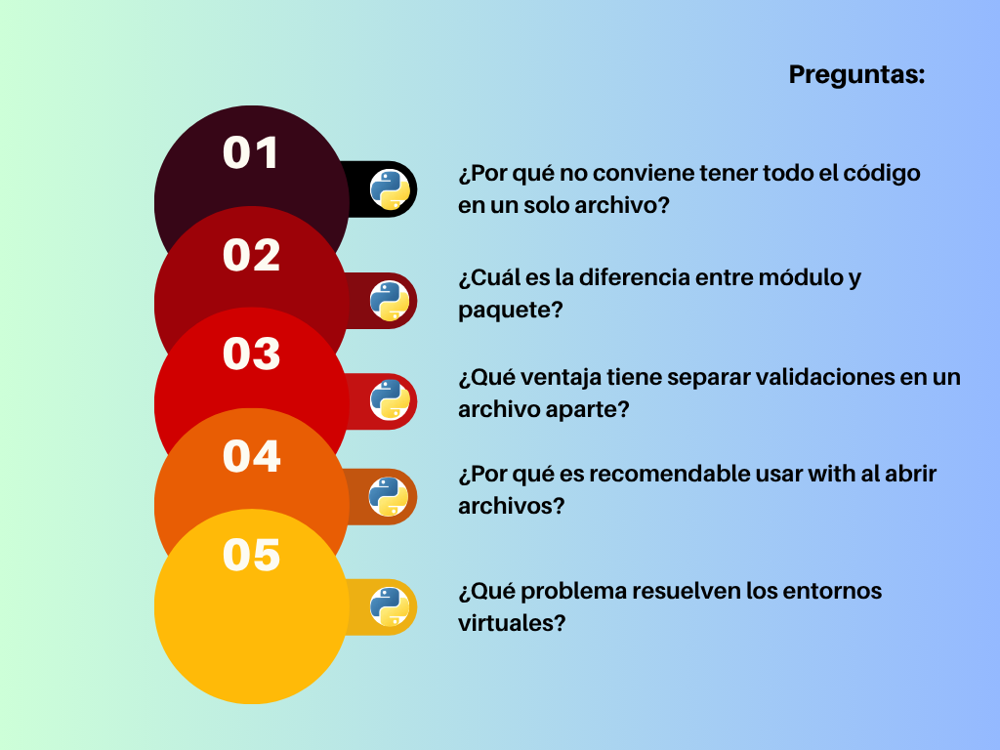 Preguntas:
01
¿Por qué no conviene tener todo el código
en un solo archivo?
02
¿Cuál es la diferencia entre módulo y
paquete?
03
¿Qué ventaja tiene separar validaciones en un
archivo aparte?
04
¿Por qué es recomendable usar with al abrir
archivos?
05
¿Qué problema resuelven los entornos
virtuales?